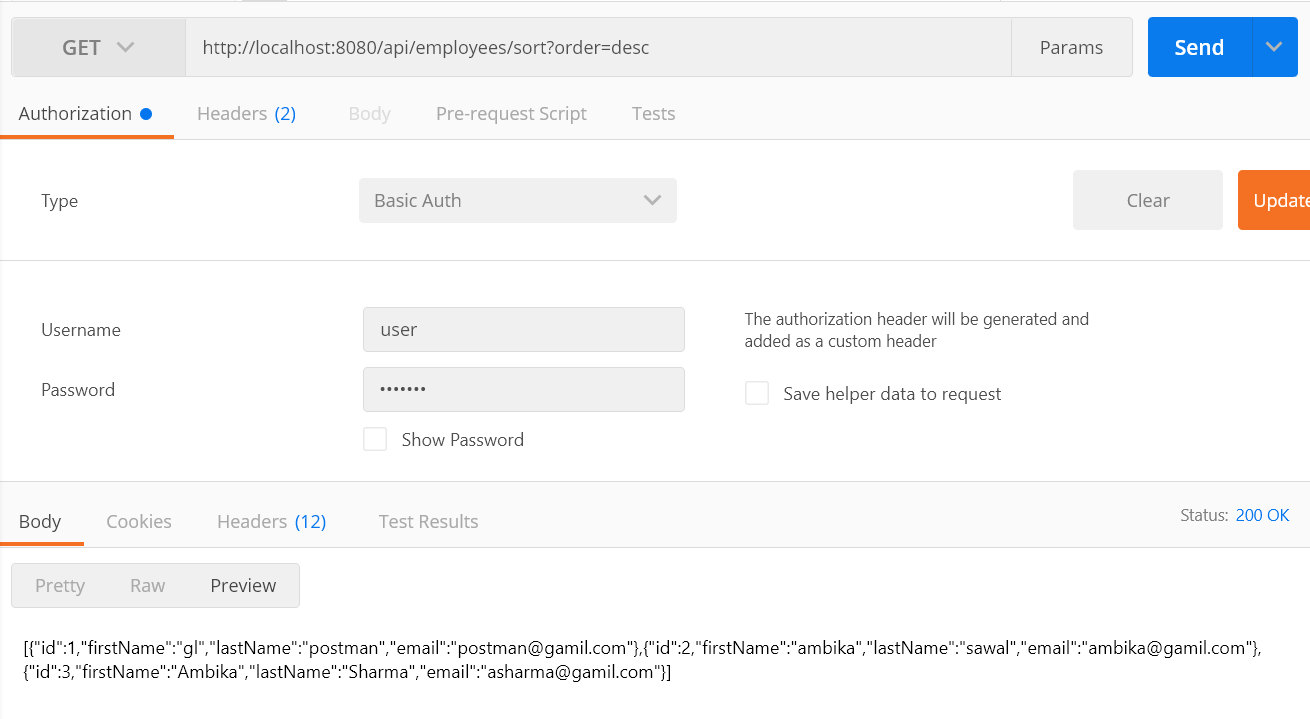 GET http://localhost:8080/api/employees/sort?order=desc Params Send
Authorization Headers (2) Body Pre-request Script Tests
Type Basic Auth Clear Update
Username user The authorization header will be generated and
added as a custom header
Password ••••••• Save helper data to request
Show Password
Body Cookies Headers (12) Test Results Status: 200 OK
Pretty Raw Preview
[{"id":1,"firstName":"gl","lastName":"postman","email":"postman@gamil.com"},{"id":2,"firstName":"ambika","lastName":"sawal","email":"ambika@gamil.com"},
{"id":3,"firstName":"Ambika","lastName":"Sharma","email":"asharma@gamil.com"}]